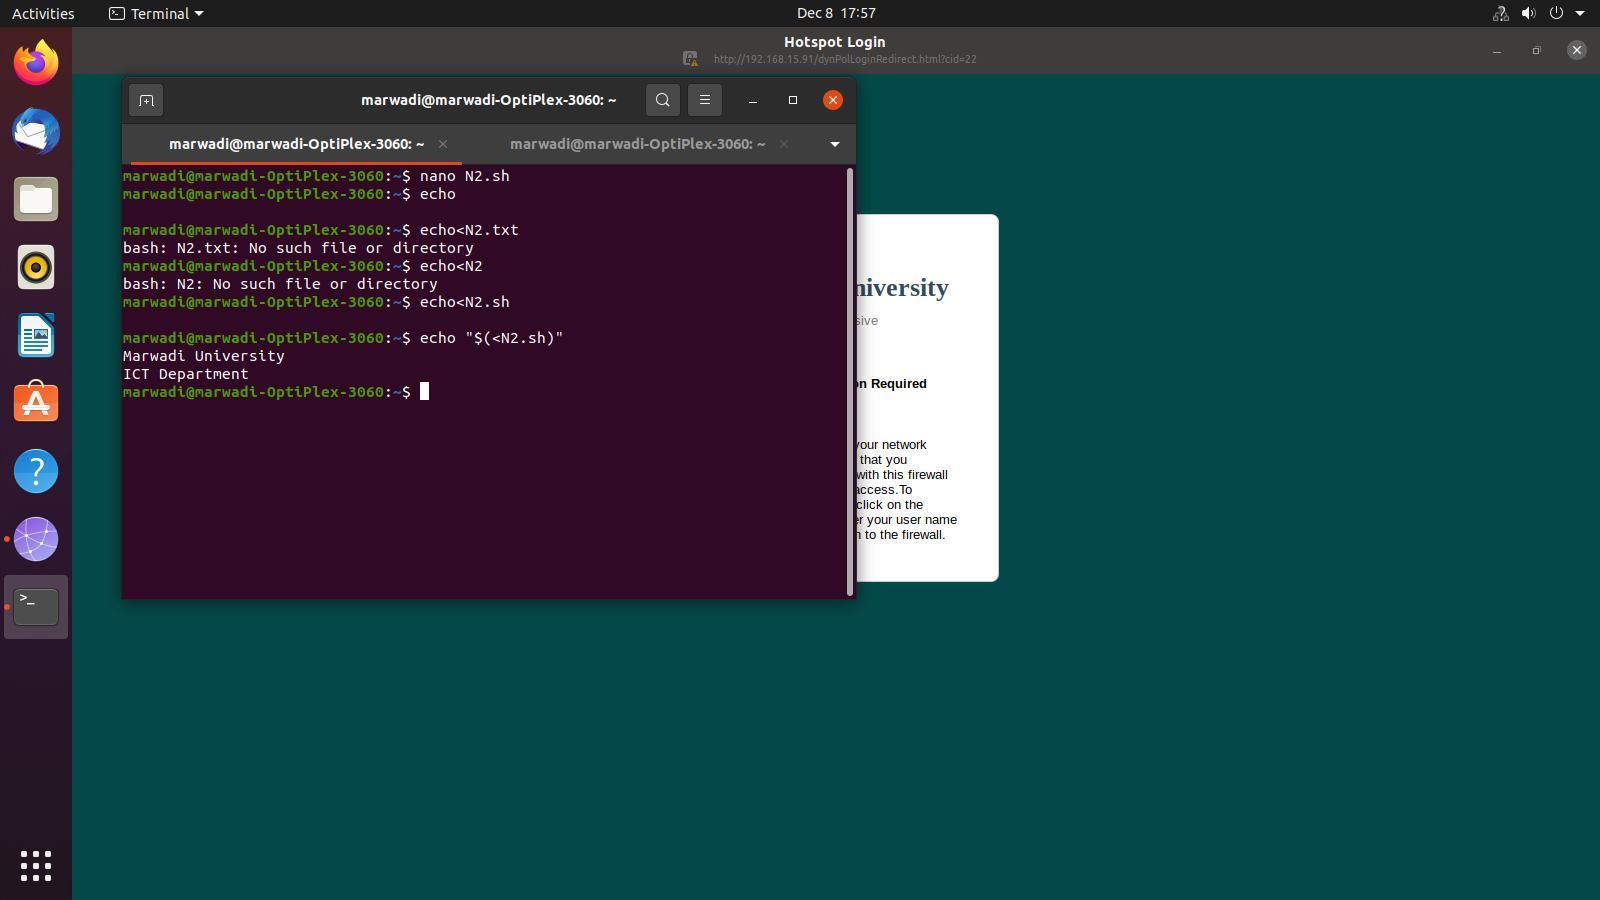 Activities
Terminal
Dec 8 17:57
Hotspot Login
http://192.168.15.91/dynPolLoginRedirect.html?cid=22
marwadi@marwadi-OptiPlex-3060: ~
marwadi@marwadi-OptiPlex-3060: ~
marwadi@marwadi-OptiPlex-3060: ~
marwadi@marwadi-OptiPlex-3060:~$ nano N2.sh
marwadi@marwadi-OptiPlex-3060:~$ echo
marwadi@marwadi-OptiPlex-3060:~$ echo<N2.txt
bash: N2.txt: No such file or directory
marwadi@marwadi-OptiPlex-3060:~$ echo<N2
bash: N2: No such file or directory
marwadi@marwadi-OptiPlex-3060:~$ echo<N2.sh
marwadi@marwadi-OptiPlex-3060:~$ echo "$(<N2.sh)"
Marwadi University
ICT Department
marwadi@marwadi-OptiPlex-3060:~$
niversity
sive
on Required
your network
that you
with this firewall
access.To
click on the
er your user name
n to the firewall.